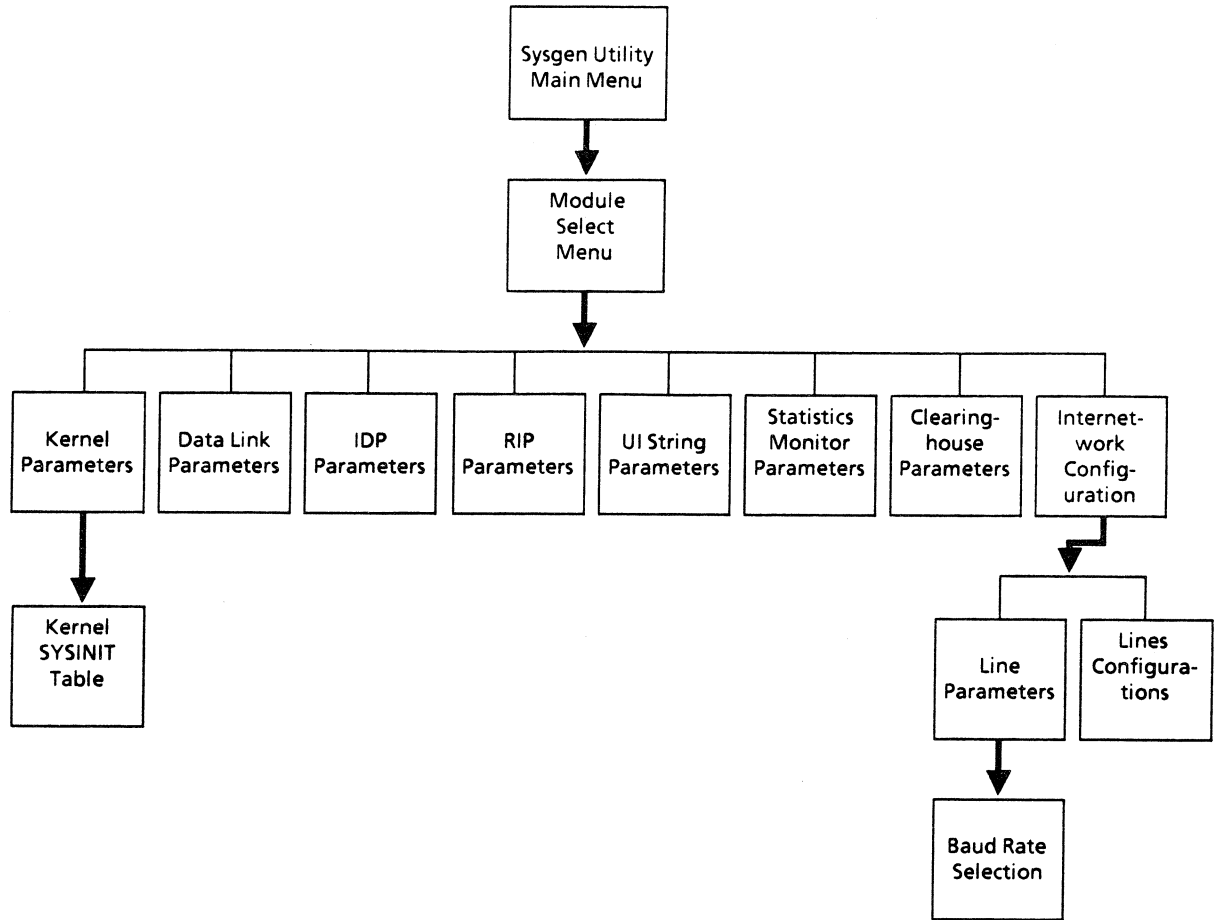 Sysgen Utility
Main Menu
Module
Select
Menu
Kernel
Parameters
Data Link
Parameters
IDP
Parameters
RIP
Parameters
UI String
Parameters
Statistics
Monitor
Parameters
Clearing-
house
Parameters
Internet-
work
Config-
uration
Kernel
SYSINIT
Table
Line
Parameters
Lines
Configura-
tions
Baud Rate
Selection